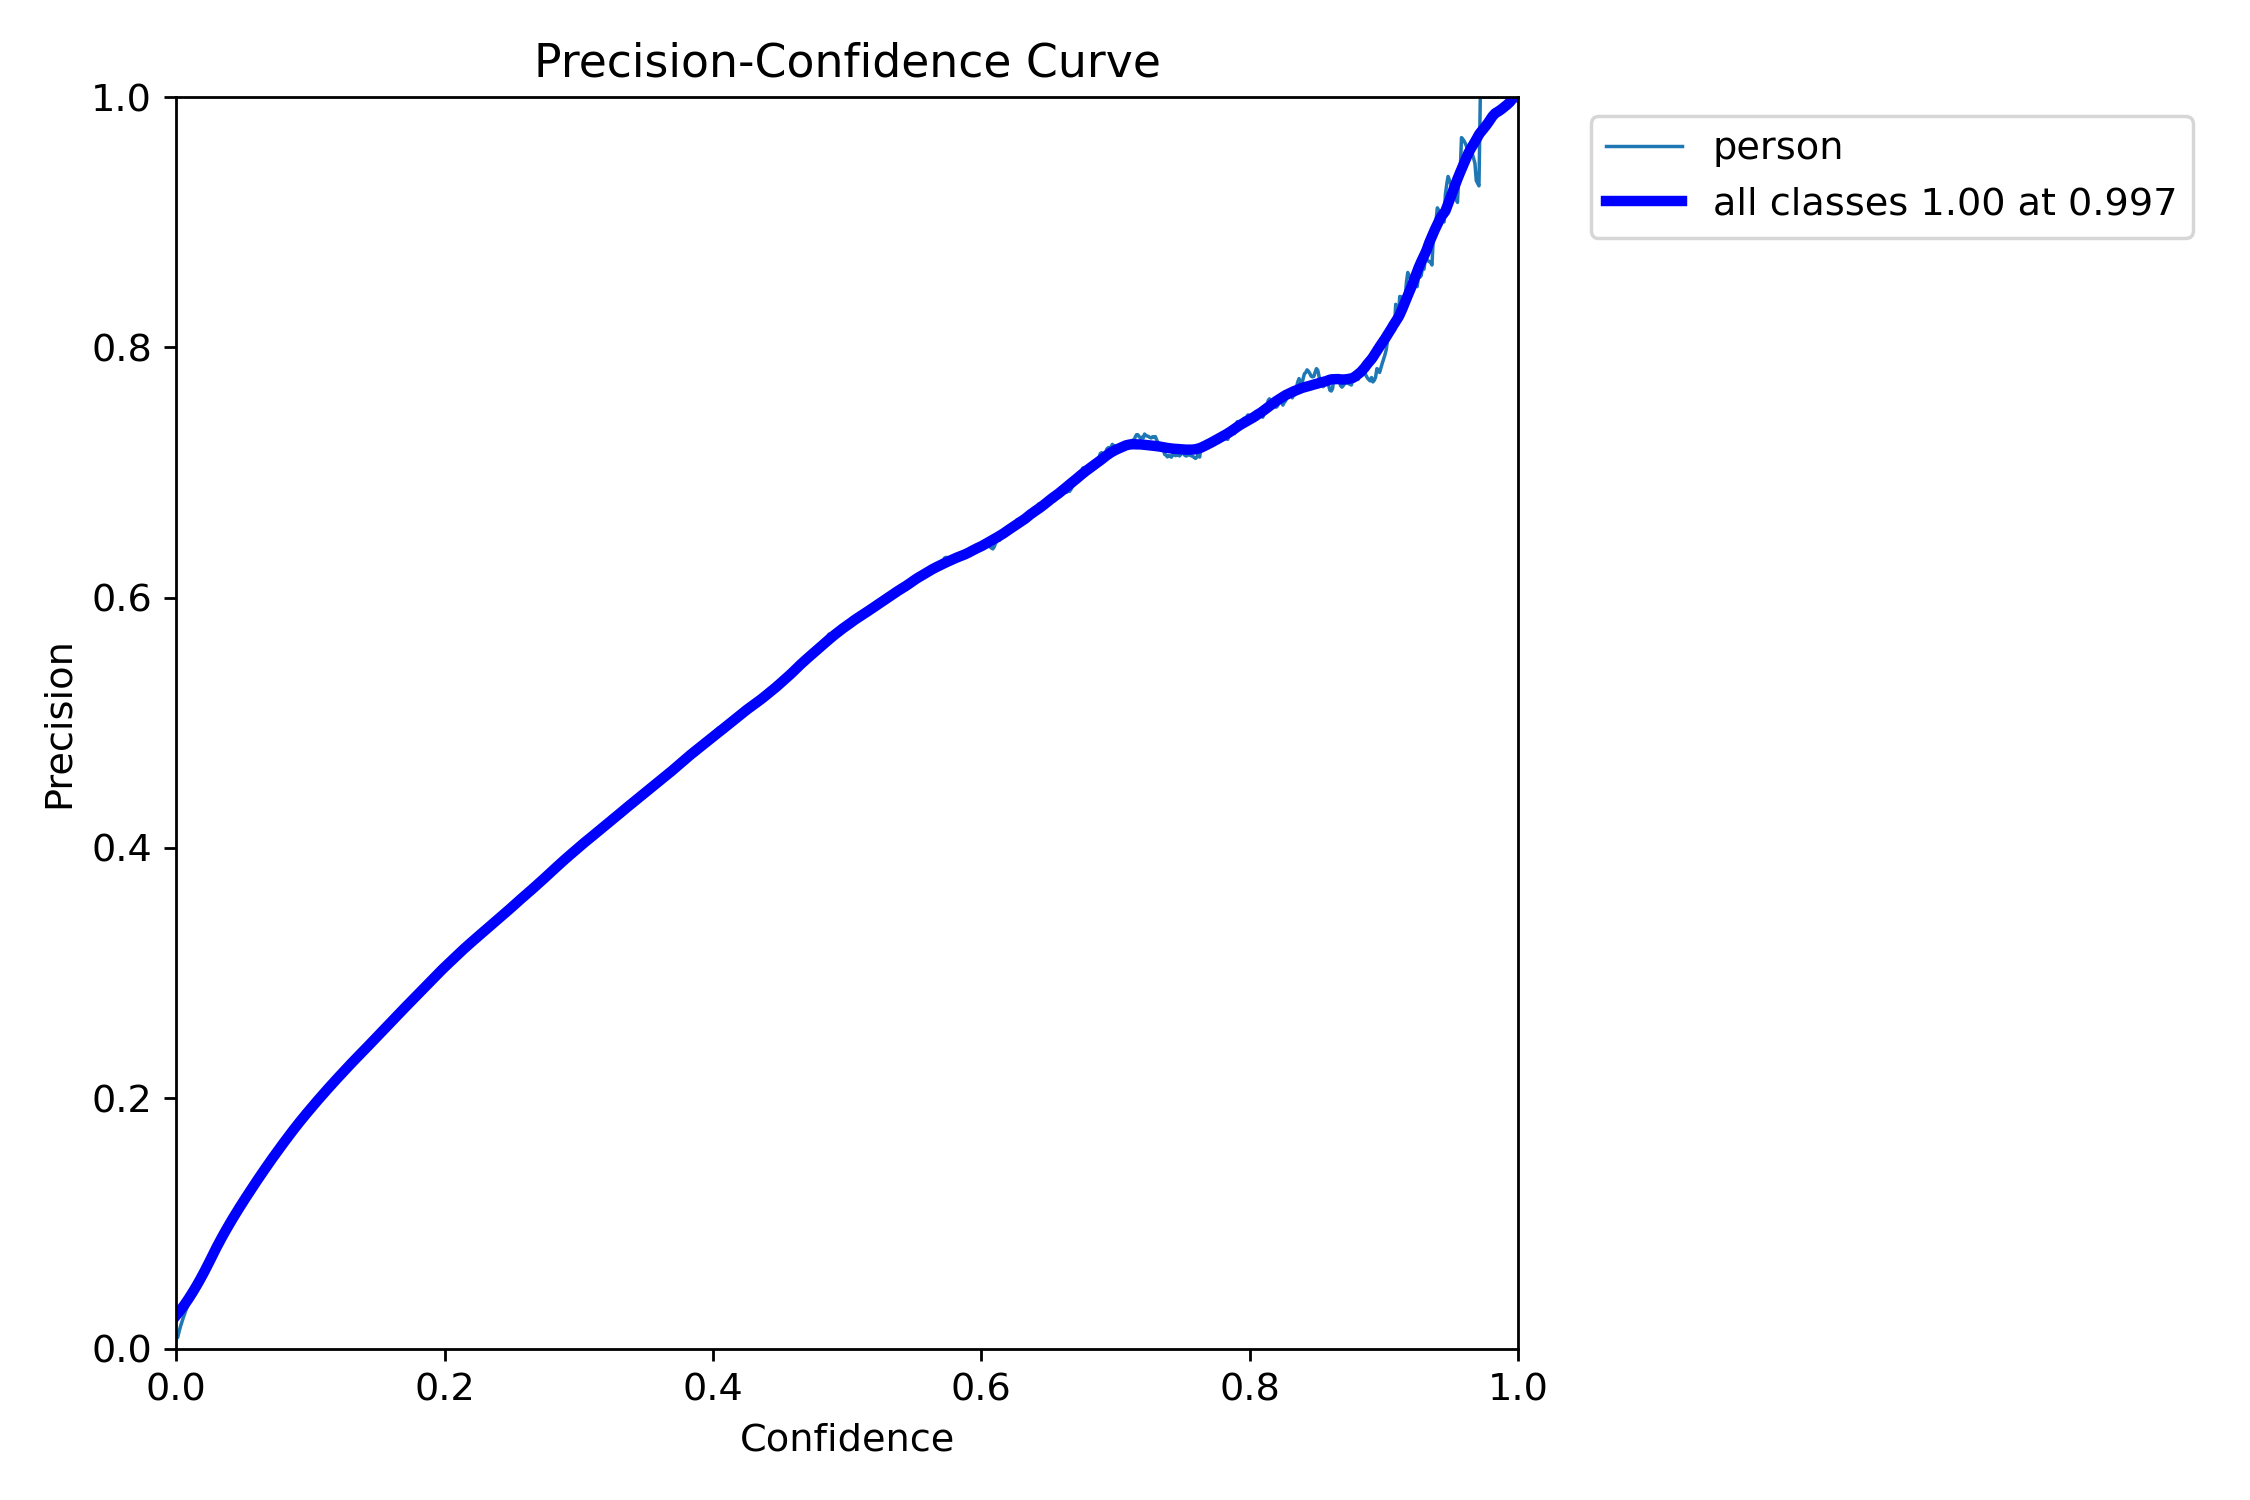 Precision-Confidence Curve
1.0
0.8
0.6
0.4
0.2
0.0
Precision
0.0 0.2 0.4 0.6 0.8 1.0
Confidence
person
all classes 1.00 at 0.997